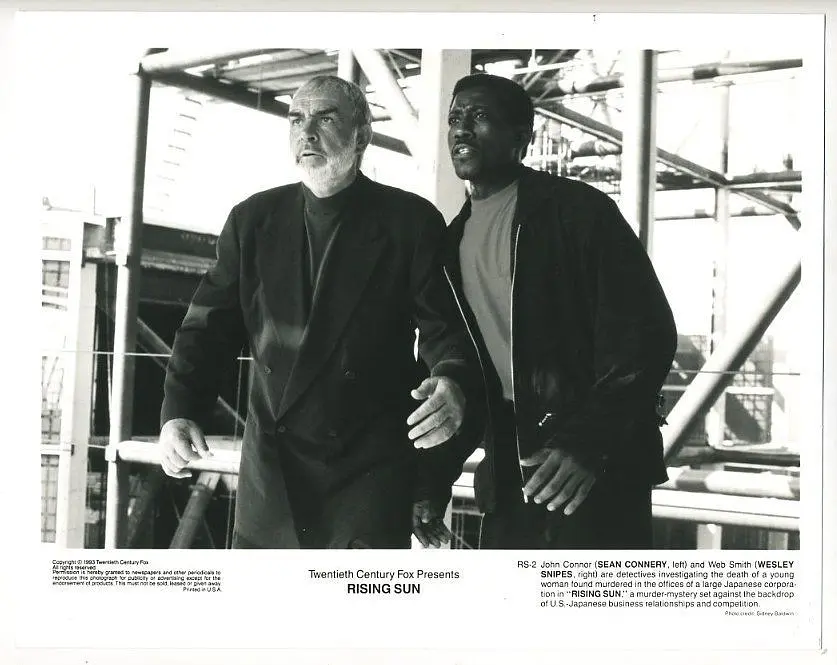 Copyright © 1993 Twentieth Century Fox
All rights reserved.
Permission is hereby granted to newspapers and other periodicals to
reproduce this photograph for publicity or advertising except for the
endorsement of products. This must not be sold, leased or given away.
Printed in U.S.A.
Twentieth Century Fox Presents
RISING SUN
RS-2 John Connor (SEAN CONNERY, left) and Web Smith (WESLEY
SNIPES, right) are detectives investigating the death of a young
woman found murdered in the offices of a large Japanese corpora-
tion in "RISING SUN," a murder-mystery set against the backdrop
of U.S.-Japanese business relationships and competition.
Photo credit: Sidney Baldwin